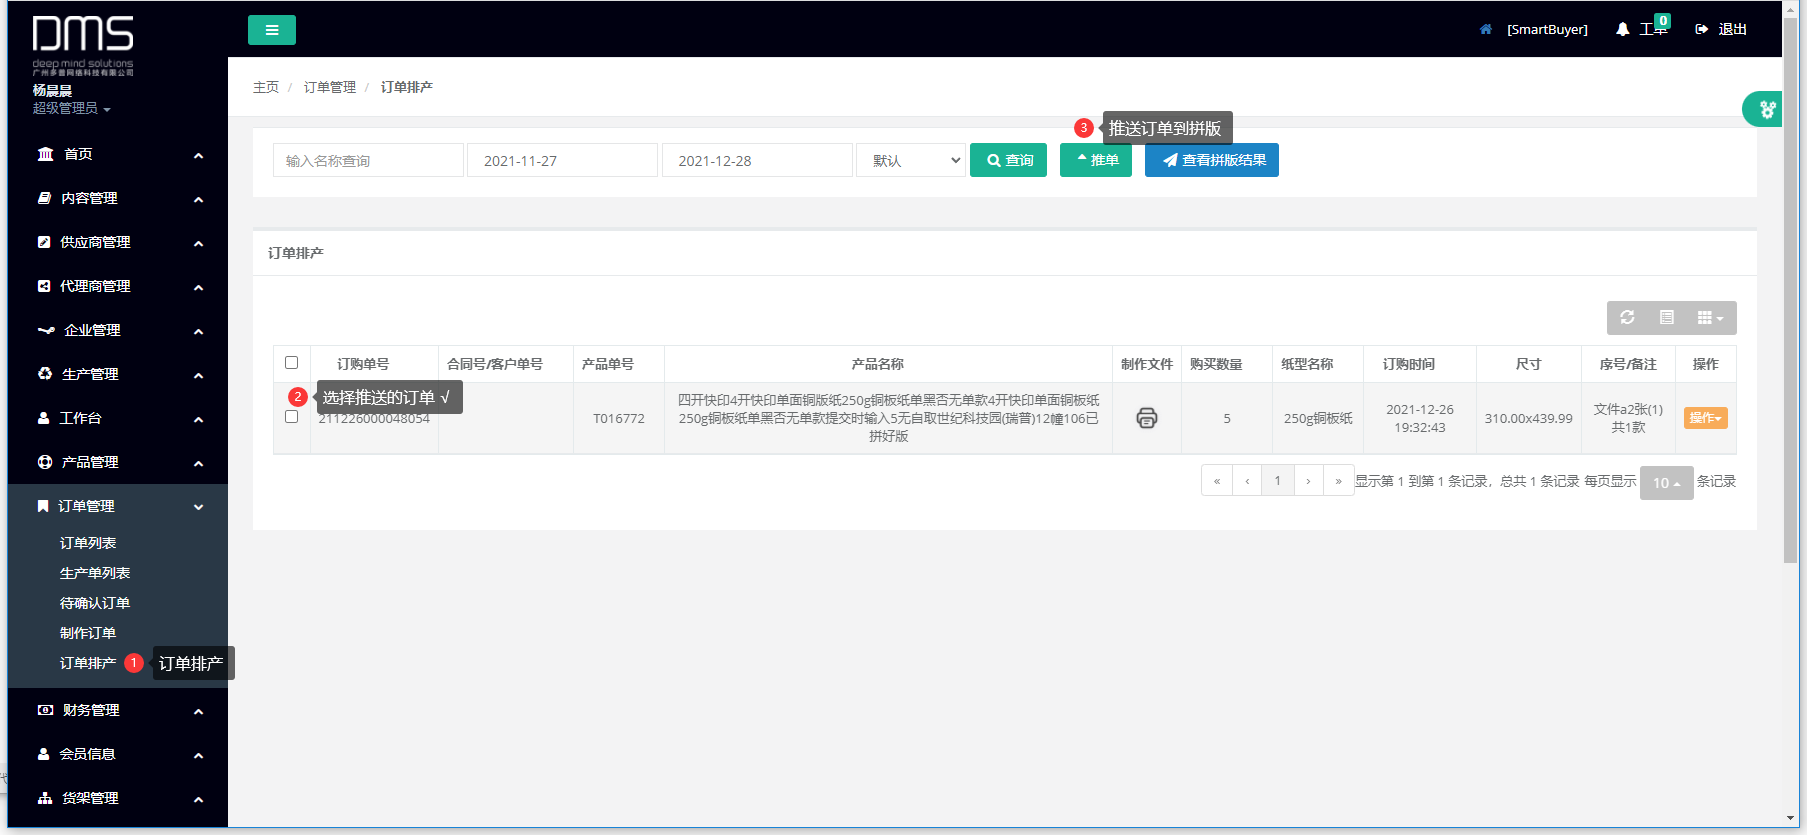 DMS
deep mind solutions
广州多普网络科技有限公司
杨晨晨
超级管理员
首页
内容管理
供应商管理
代理商管理
企业管理
生产管理
工作台
产品管理
订单管理
订单列表
生产单列表
待确认订单
制作订单
订单排产 1 订单排产
财务管理
会员信息
货架管理
代
[SmartBuyer] 工单 0 退出
主页 / 订单管理 / 订单排产
3 推送订单到拼版
输入名称查询 2021-11-27 2021-12-28 默认 查询 推单 查看拼版结果
订单排产
订购单号 合同号/客户单号 产品单号 产品名称 制作文件 购买数量 纸型名称 订购时间 尺寸 序号/备注 操作
2 选择推送的订单 √
211226000048054 T016772
四开快印4开快印单面铜版纸250g铜板纸单黑否无单款4开快印单面铜板纸
250g铜板纸单黑否无单款提交时输入5无自取世纪科技园(瑞普)12幢106已
拼好版
5 250g铜板纸
2021-12-26
19:32:43
310.00x439.99
文件a2张(1)
共1款
操作
« ‹ 1 › » 显示第 1 到第 1 条记录，总共 1 条记录 每页显示 10 条记录